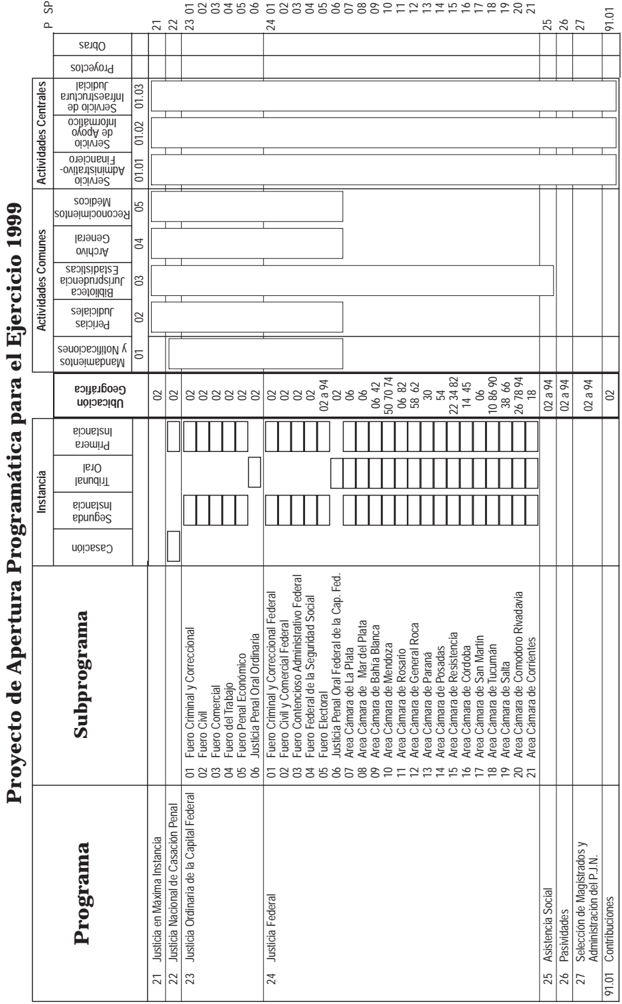 Proyecto de Apertura Programática para el Ejercicio 1999
Programa
Subprograma
Instancia
Casación
Segunda
Instancia
Tribunal
Oral
Primera
Instancia
Ubicación
Geográfica
Actividades Comunes
Mandamientos
y Notificaciones
Pericias
Judiciales
Biblioteca
Jurisprudencia
Estadísticas
Archivo
General
Reconocimientos
Médicos
Actividades Centrales
Servicio
Administrativo-
Financiero
Servicio
de Apoyo
Informático
Servicio de
Infraestructura
Judicial
Proyectos
Obras
P SP
01 02 03 04 05 01.01 01.02 01.03
21 Justicia en Máxima Instancia 02 21
22 Justicia Nacional de Casación Penal 02 22
23 Justicia Ordinaria de la Capital Federal 01 Fuero Criminal y Correccional 02 23 01
02 Fuero Civil 02 02
03 Fuero Comercial 02 03
04 Fuero del Trabajo 02 04
05 Fuero Penal Económico 02 05
06 Justicia Penal Oral Ordinaria 02 06
24 Justicia Federal 01 Fuero Criminal y Correccional Federal 02 24 01
02 Fuero Civil y Comercial Federal 02 02
03 Fuero Contencioso Administrativo Federal 02 03
04 Fuero Federal de la Seguridad Social 02 04
05 Fuero Electoral 02 a 94 05
06 Justicia Penal Oral Federal de la Cap. Fed. 02 06
07 Area Cámara de La Plata 06 07
08 Area Cámara de Mar del Plata 06 08
09 Area Cámara de Bahía Blanca 06 42 09
10 Area Cámara de Mendoza 50 70 74 10
11 Area Cámara de Rosario 06 82 11
12 Area Cámara de General Roca 58 62 12
13 Area Cámara de Paraná 30 13
14 Area Cámara de Posadas 54 14
15 Area Cámara de Resistencia 22 34 82 15
16 Area Cámara de Córdoba 14 45 16
17 Area Cámara de San Martín 06 17
18 Area Cámara de Tucumán 10 86 90 18
19 Area Cámara de Salta 38 66 19
20 Area Cámara de Comodoro Rivadavia 26 78 94 20
21 Area Cámara de Corrientes 18 21
25 Asistencia Social 02 a 94 25
26 Pasividades 02 a 94 26
27 Selección de Magistrados y
Administración del P.J.N. 02 a 94 27
91.01 Contribuciones 02 91.01